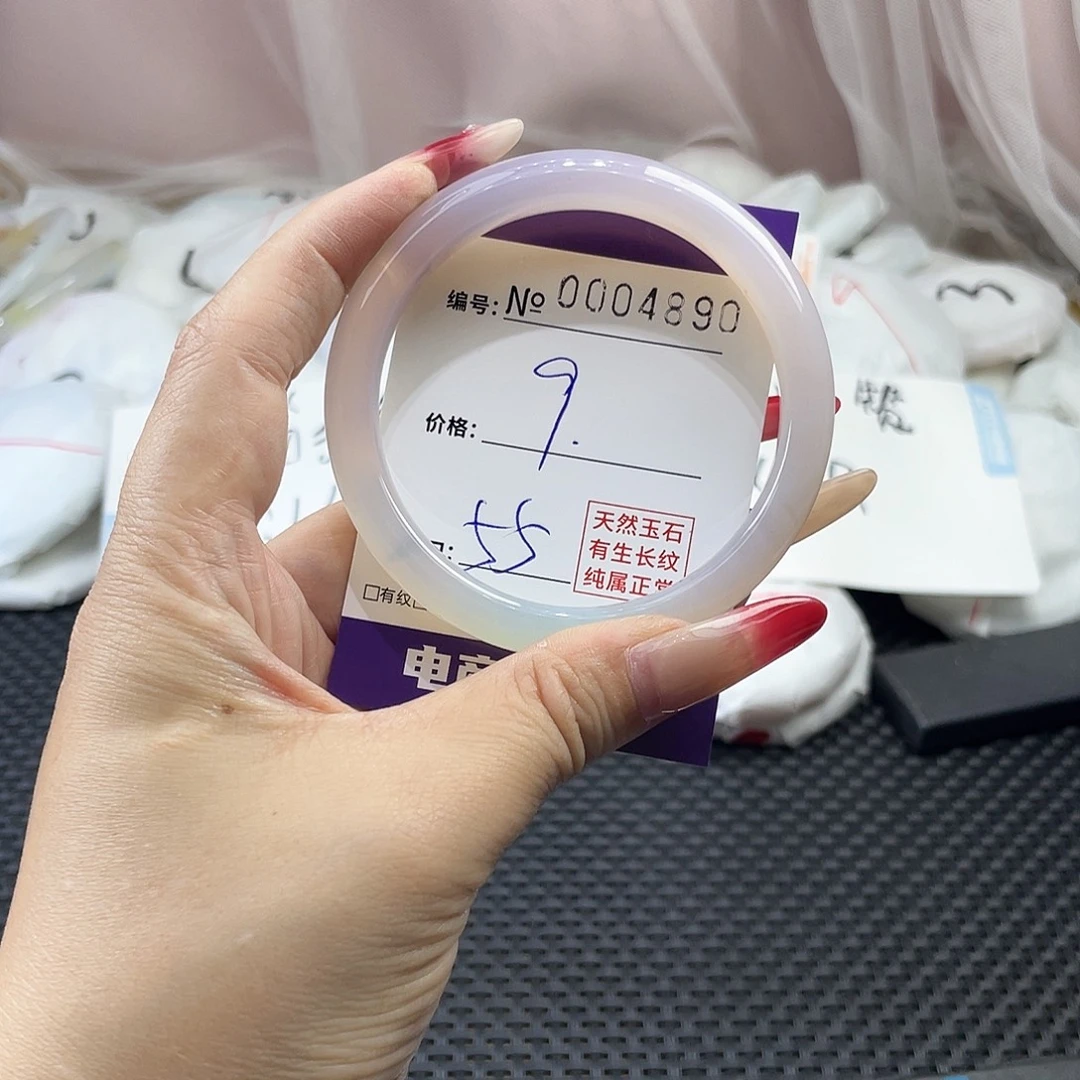 编号: № 0004890
价格: 9.
口: 55
天然玉石
有生长纹
纯属正常
□有纹
电商